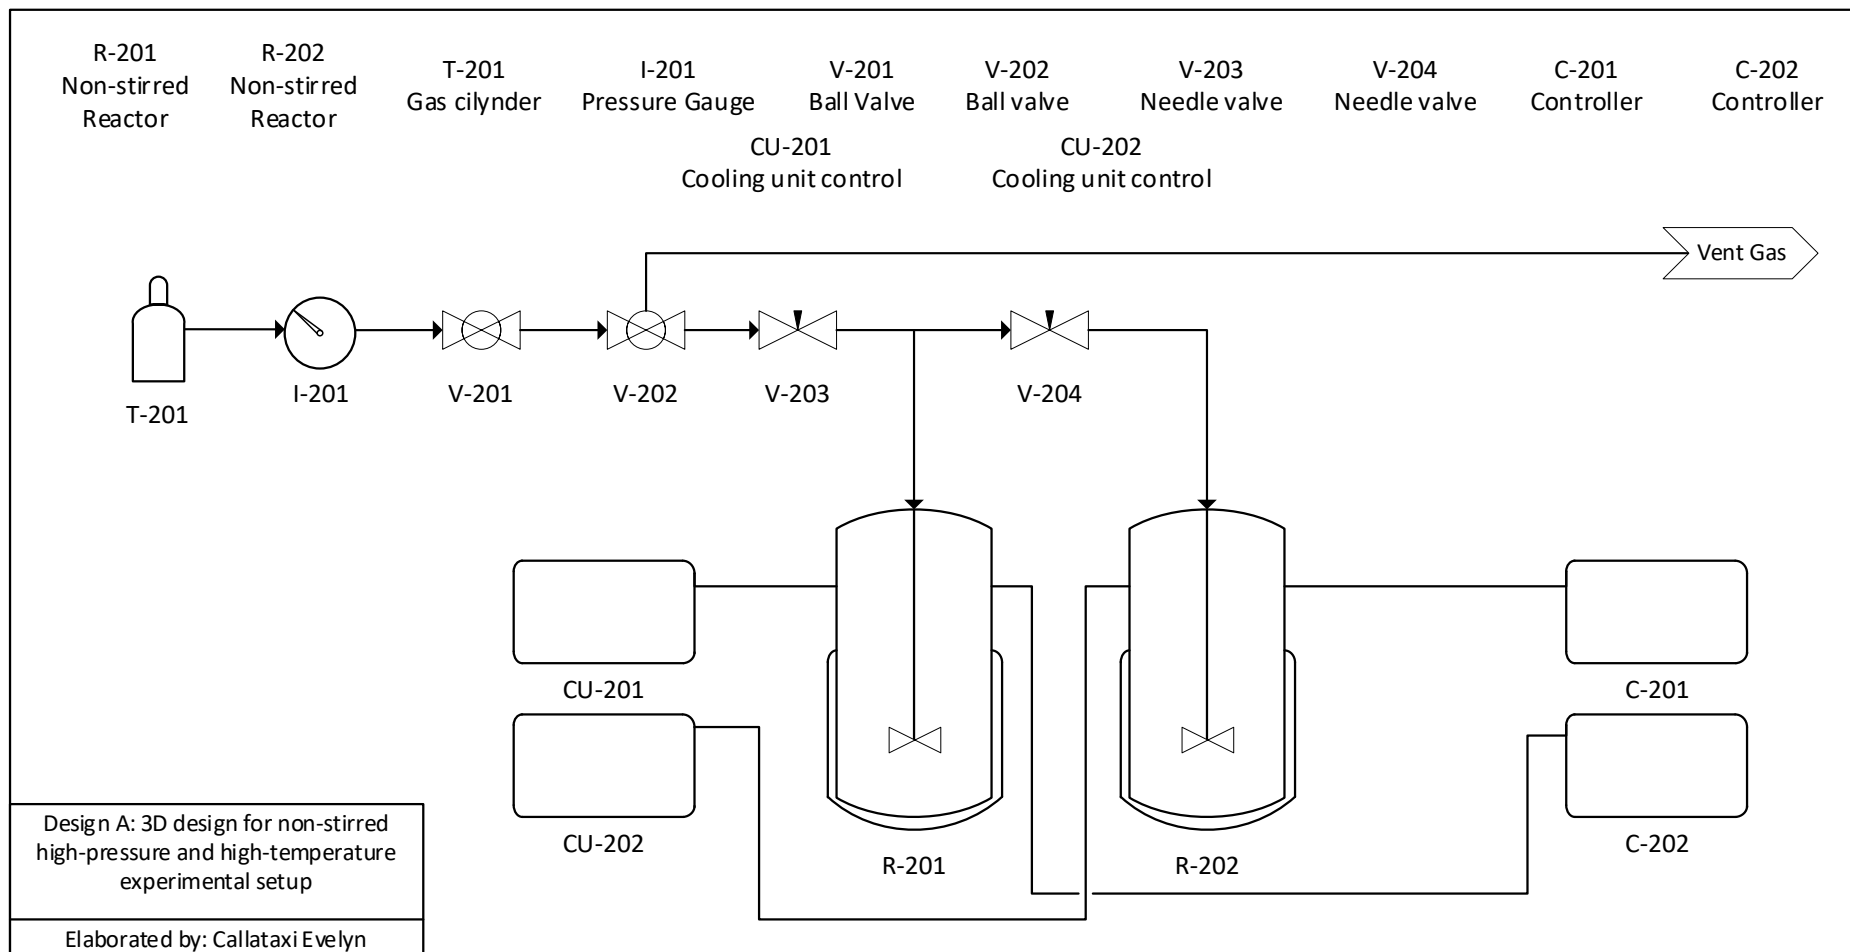 R-201
Non-stirred
Reactor
R-202
Non-stirred
Reactor
T-201
Gas cilynder
I-201
Pressure Gauge
V-201
Ball Valve
V-202
Ball valve
V-203
Needle valve
V-204
Needle valve
C-201
Controller
C-202
Controller
CU-201
Cooling unit control
CU-202
Cooling unit control
Vent Gas
T-201
I-201
V-201
V-202
V-203
V-204
CU-201
C-201
CU-202
R-201
R-202
C-202
Design A: 3D design for non-stirred
high-pressure and high-temperature
experimental setup
Elaborated by: Callataxi Evelyn